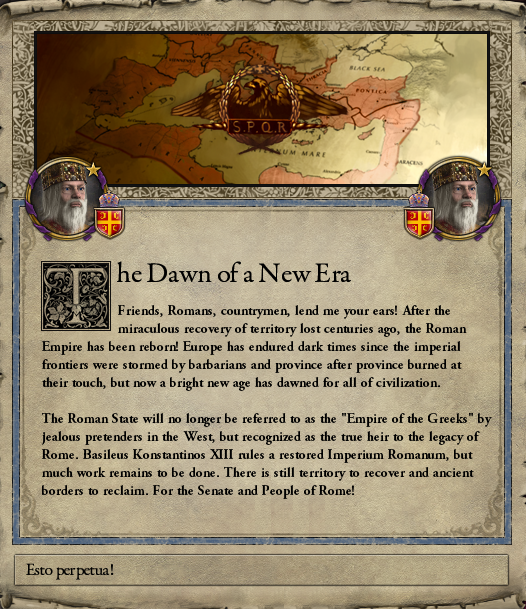 BLACK SEA
PONTICA
S.P.Q.R
NUM MARE
The Dawn of a New Era
Friends, Romans, countrymen, lend me your ears! After the
miraculous recovery of territory lost centuries ago, the Roman
Empire has been reborn! Europe has endured dark times since the imperial
frontiers were stormed by barbarians and province after province burned at
their touch, but now a bright new age has dawned for all of civilization.
The Roman State will no longer be referred to as the "Empire of the Greeks" by
jealous pretenders in the West, but recognized as the true heir to the legacy of
Rome. Basileus Konstantinos XIII rules a restored Imperium Romanum, but
much work remains to be done. There is still territory to recover and ancient
borders to reclaim. For the Senate and People of Rome!
Esto perpetua!